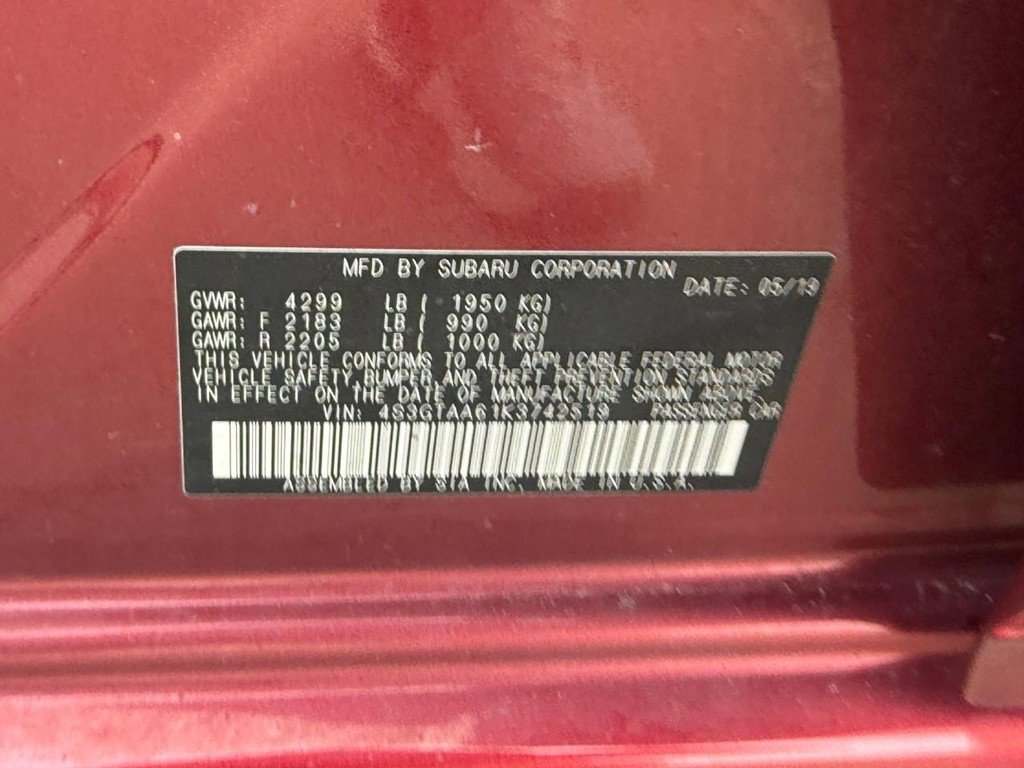 MFD BY SUBARU CORPORATION
DATE: 05/19
GVWR: 4299 LB ( 1950 KG)
GAWR: F 2183 LB ( 990 KG)
GAWR: R 2205 LB ( 1000 KG)
THIS VEHICLE CONFORMS TO ALL APPLICABLE FEDERAL MOTOR
VEHICLE SAFETY,BUMPER,AND THEFT PREVENTION STANDARDS
IN EFFECT ON THE DATE OF MANUFACTURE SHOWN ABOVE.
VIN: 4S3GTAA61K3742519 PASSENGER CAR
ASSEMBLED BY SIA INC. MADE IN U.S.A.